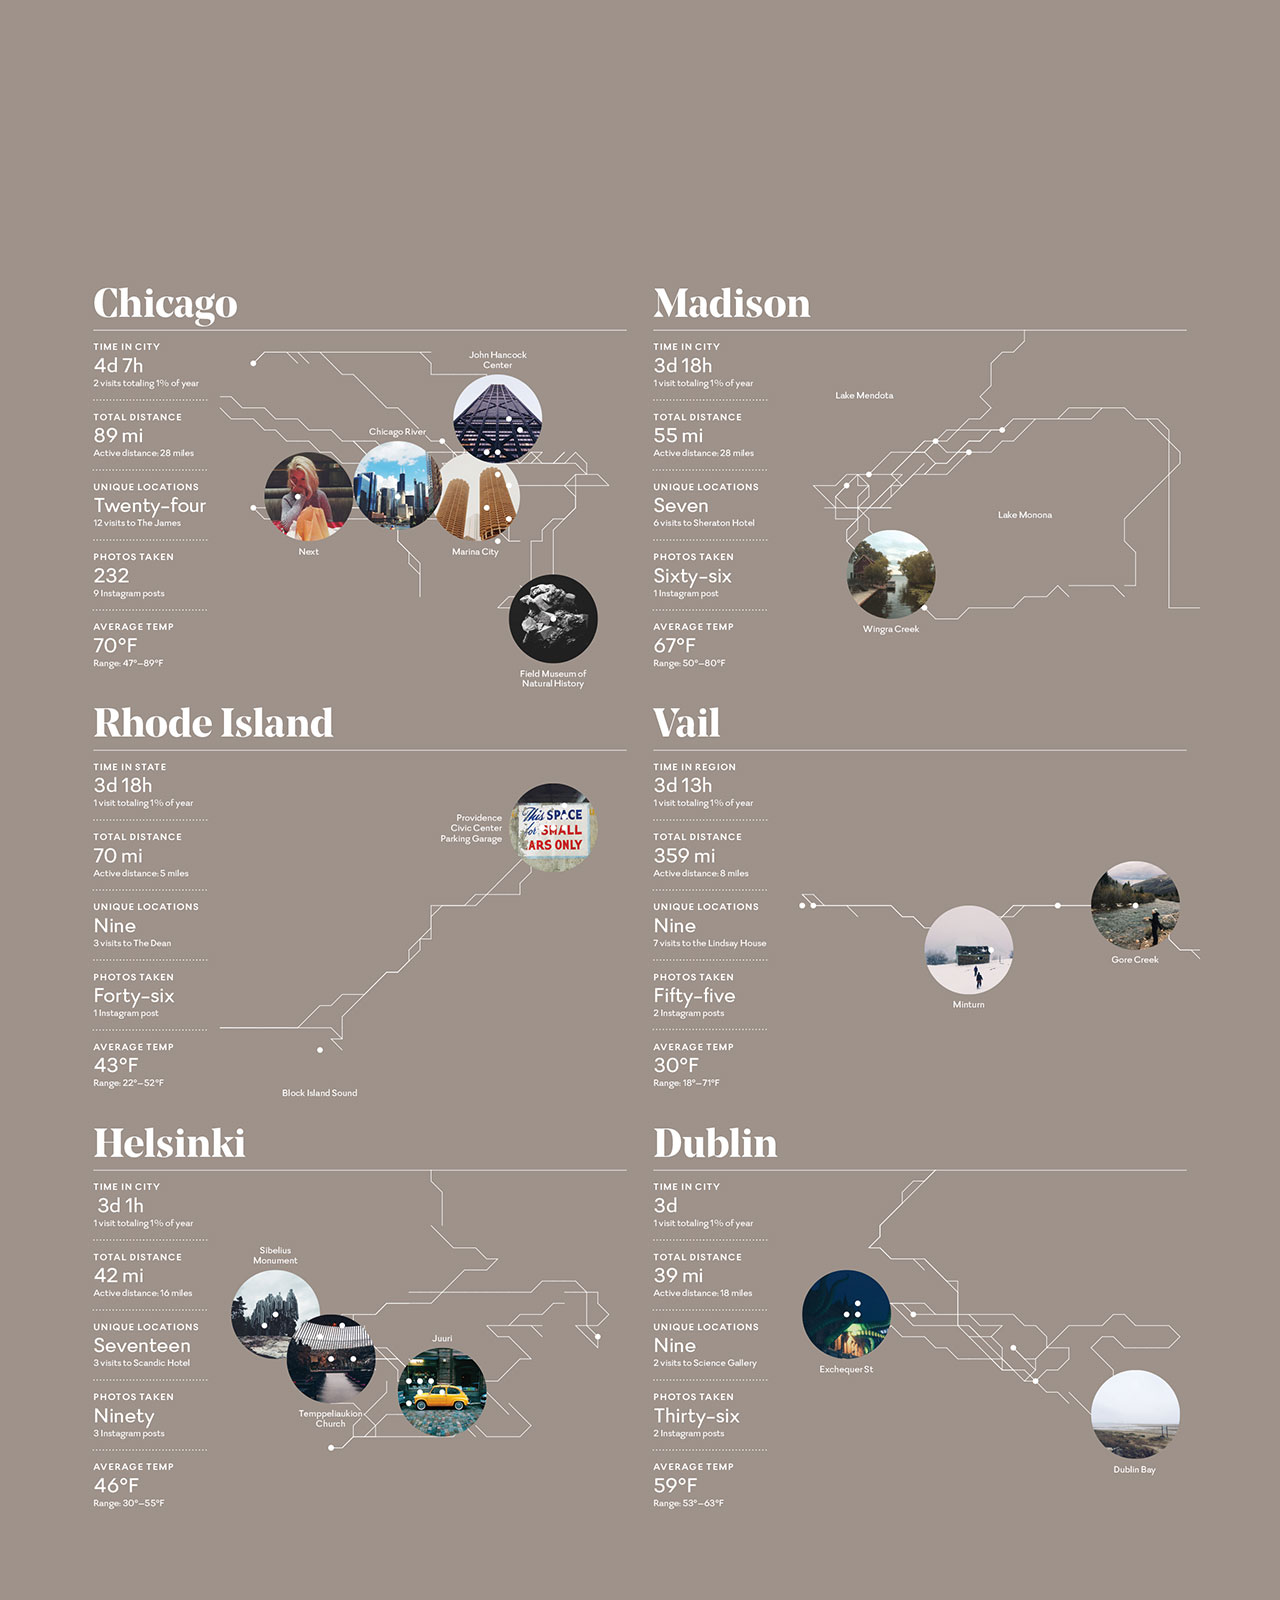 Chicago
TIME IN CITY
4d 7h
2 visits totaling 1% of year
TOTAL DISTANCE
89 mi
Active distance: 28 miles
UNIQUE LOCATIONS
Twenty-four
12 visits to The James
PHOTOS TAKEN
232
9 Instagram posts
AVERAGE TEMP
70°F
Range: 47°–89°F
John Hancock
Center
Chicago River
Next
Marina City
Field Museum of
Natural History
Madison
TIME IN CITY
3d 18h
1 visit totaling 1% of year
TOTAL DISTANCE
55 mi
Active distance: 28 miles
UNIQUE LOCATIONS
Seven
6 visits to Sheraton Hotel
PHOTOS TAKEN
Sixty-six
1 Instagram post
AVERAGE TEMP
67°F
Range: 50°–80°F
Lake Mendota
Lake Monona
Wingra Creek
Rhode Island
TIME IN STATE
3d 18h
1 visit totaling 1% of year
TOTAL DISTANCE
70 mi
Active distance: 5 miles
UNIQUE LOCATIONS
Nine
3 visits to The Dean
PHOTOS TAKEN
Forty-six
1 Instagram post
AVERAGE TEMP
43°F
Range: 22°–52°F
Providence
Civic Center
Parking Garage
This SPACE
for SMALL
ARS ONLY
Block Island Sound
Vail
TIME IN REGION
3d 13h
1 visit totaling 1% of year
TOTAL DISTANCE
359 mi
Active distance: 8 miles
UNIQUE LOCATIONS
Nine
7 visits to the Lindsay House
PHOTOS TAKEN
Fifty-five
2 Instagram posts
AVERAGE TEMP
30°F
Range: 18°–71°F
Minturn
Gore Creek
Helsinki
TIME IN CITY
3d 1h
1 visit totaling 1% of year
TOTAL DISTANCE
42 mi
Active distance: 16 miles
UNIQUE LOCATIONS
Seventeen
3 visits to Scandic Hotel
PHOTOS TAKEN
Ninety
3 Instagram posts
AVERAGE TEMP
46°F
Range: 30°–55°F
Sibelius
Monument
Juuri
Temppeliaukion
Church
Dublin
TIME IN CITY
3d
1 visit totaling 1% of year
TOTAL DISTANCE
39 mi
Active distance: 18 miles
UNIQUE LOCATIONS
Nine
2 visits to Science Gallery
PHOTOS TAKEN
Thirty-six
2 Instagram posts
AVERAGE TEMP
59°F
Range: 53°–63°F
Exchequer St
Dublin Bay